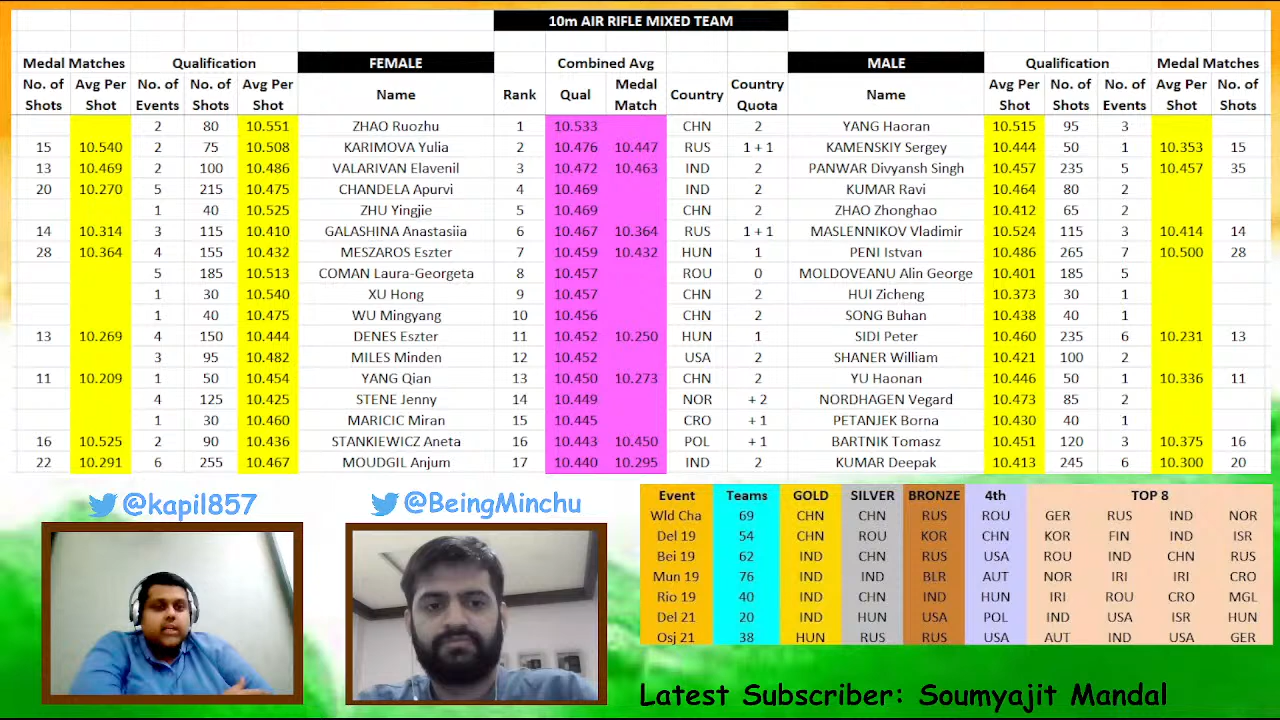 10m AIR RIFLE MIXED TEAM
Medal Matches Qualification FEMALE Combined Avg MALE Qualification Medal Matches
No. of Shots Avg Per Shot No. of Events No. of Shots Avg Per Shot Name Rank Qual Medal Match Country Country Quota Name Avg Per Shot No. of Shots No. of Events Avg Per Shot No. of Shots
2 80 10.551 ZHAO Ruozhu 1 10.533 CHN 2 YANG Haoran 10.515 95 3
15 10.540 2 75 10.508 KARIMOVA Yulia 2 10.476 10.447 RUS 1 + 1 KAMENSKIY Sergey 10.444 50 1 10.353 15
13 10.469 2 100 10.486 VALARIVAN Elavenil 3 10.472 10.463 IND 2 PANWAR Divyansh Singh 10.457 235 5 10.457 35
20 10.270 5 215 10.475 CHANDELA Apurvi 4 10.469 IND 2 KUMAR Ravi 10.464 80 2
1 40 10.525 ZHU Yingjie 5 10.469 CHN 2 ZHAO Zhonghao 10.412 65 2
14 10.314 3 115 10.410 GALASHINA Anastasiia 6 10.467 10.364 RUS 1 + 1 MASLENNIKOV Vladimir 10.524 115 3 10.414 14
28 10.364 4 155 10.432 MESZAROS Eszter 7 10.459 10.432 HUN 1 PENI Istvan 10.486 265 7 10.500 28
5 185 10.513 COMAN Laura-Georgeta 8 10.457 ROU 0 MOLDOVEANU Alin George 10.401 185 5
1 30 10.540 XU Hong 9 10.457 CHN 2 HUI Zicheng 10.373 30 1
1 40 10.475 WU Mingyang 10 10.456 CHN 2 SONG Buhan 10.438 40 1
13 10.269 4 150 10.444 DENES Eszter 11 10.452 10.250 HUN 1 SIDI Peter 10.460 235 6 10.231 13
3 95 10.482 MILES Minden 12 10.452 USA 2 SHANER William 10.421 100 2
11 10.209 1 50 10.454 YANG Qian 13 10.450 10.273 CHN 2 YU Haonan 10.446 50 1 10.336 11
4 125 10.425 STENE Jenny 14 10.449 NOR + 2 NORDHAGEN Vegard 10.473 85 2
1 30 10.460 MARICIC Miran 15 10.445 CRO + 1 PETANJEK Borna 10.430 40 1
16 10.525 2 90 10.436 STANKIEWICZ Aneta 16 10.443 10.450 POL + 1 BARTNIK Tomasz 10.451 120 3 10.375 16
22 10.291 6 255 10.467 MOUDGIL Anjum 17 10.440 10.295 IND 2 KUMAR Deepak 10.413 245 6 10.300 20
@kapil857 @BeingMinchu
Event Teams GOLD SILVER BRONZE 4th TOP 8
Wld Cha 69 CHN CHN RUS ROU GER RUS IND NOR
Del 19 54 CHN ROU KOR CHN KOR FIN IND ISR
Bei 19 62 IND CHN RUS USA ROU IND CHN RUS
Mun 19 76 IND IND BLR AUT NOR IRI IRI CRO
Rio 19 40 IND CHN IND HUN IRI ROU CRO MGL
Del 21 20 IND HUN USA POL IND USA ISR HUN
Osj 21 38 HUN RUS RUS USA AUT IND USA GER
Latest Subscriber: Soumyajit Mandal